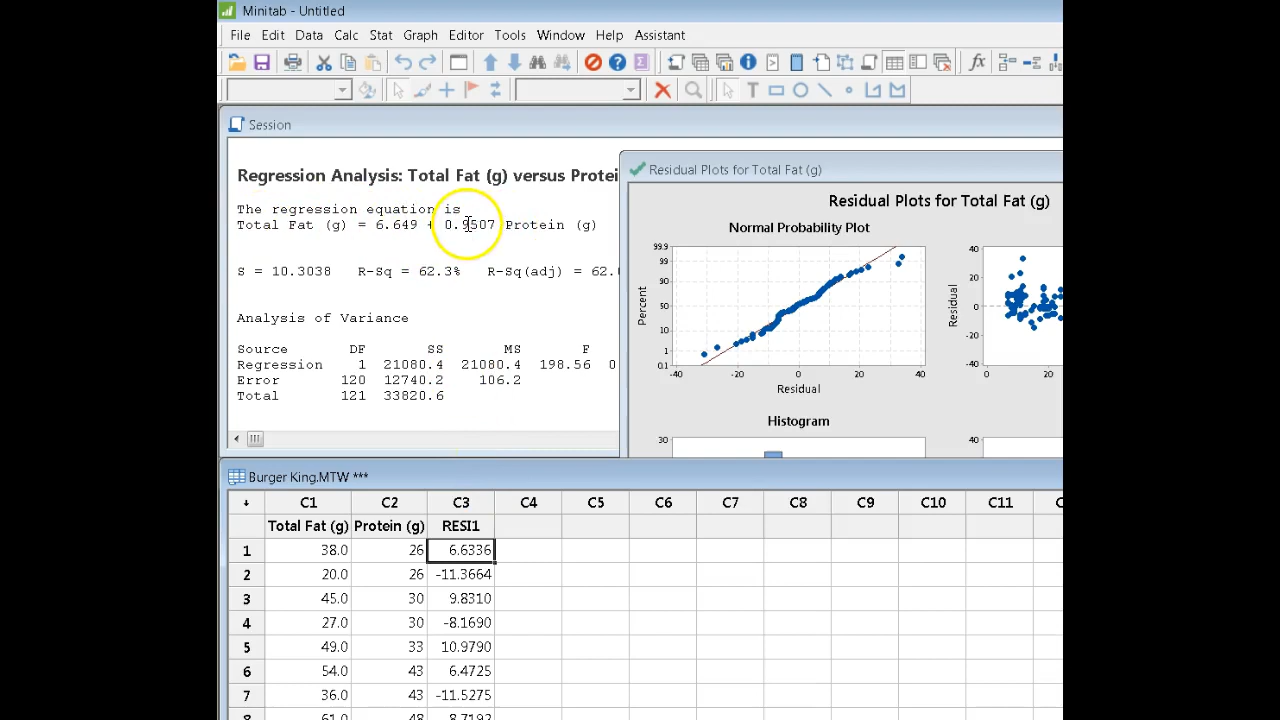 Minitab - Untitled
File Edit Data Calc Stat Graph Editor Tools Window Help Assistant
Session
Regression Analysis: Total Fat (g) versus Protei
The regression equation is
Total Fat (g) = 6.649 + 0.9507 Protein (g)
S = 10.3038 R-Sq = 62.3% R-Sq(adj) = 62.
Analysis of Variance
Source DF SS MS F
Regression 1 21080.4 21080.4 198.56 0
Error 120 12740.2 106.2
Total 121 33820.6
Residual Plots for Total Fat (g)
Residual Plots for Total Fat (g)
Normal Probability Plot
99.9
99
90
50
10
1
0.1
Percent
-40 -20 0 20 40
Residual
40
20
0
-20
-40
Residual
0 20
Histogram
30
40
Burger King.MTW ***
C1 C2 C3 C4 C5 C6 C7 C8 C9 C10 C11
Total Fat (g) Protein (g) RESI1
1 38.0 26 6.6336
2 20.0 26 -11.3664
3 45.0 30 9.8310
4 27.0 30 -8.1690
5 49.0 33 10.9790
6 54.0 43 6.4725
7 36.0 43 -11.5275
8 61.0 48 8.7192